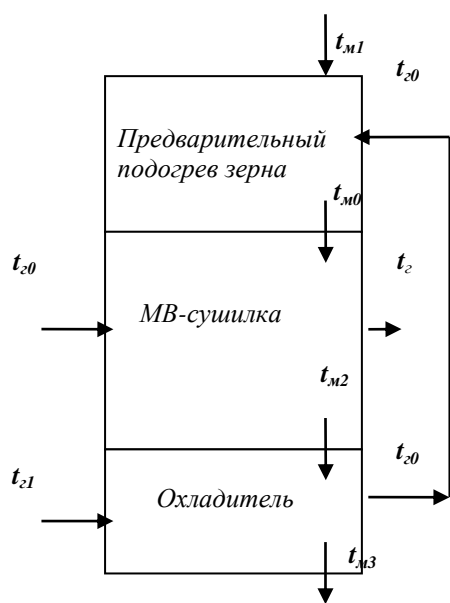 tм1
tг0
Предварительный
подогрев зерна
tм0
tг0
tг
МВ-сушилка
tм2
tг1
tг0
Охладитель
tм3